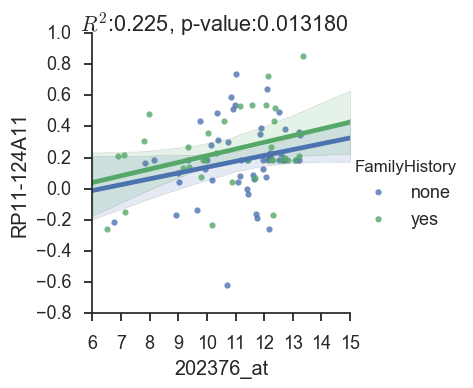 R²:0.225, p-value:0.013180
1.0
0.8
0.6
0.4
0.2
0.0
−0.2
−0.4
−0.6
−0.8
RP11-124A11
6 7 8 9 10 11 12 13 14 15
202376_at
FamilyHistory
none
yes